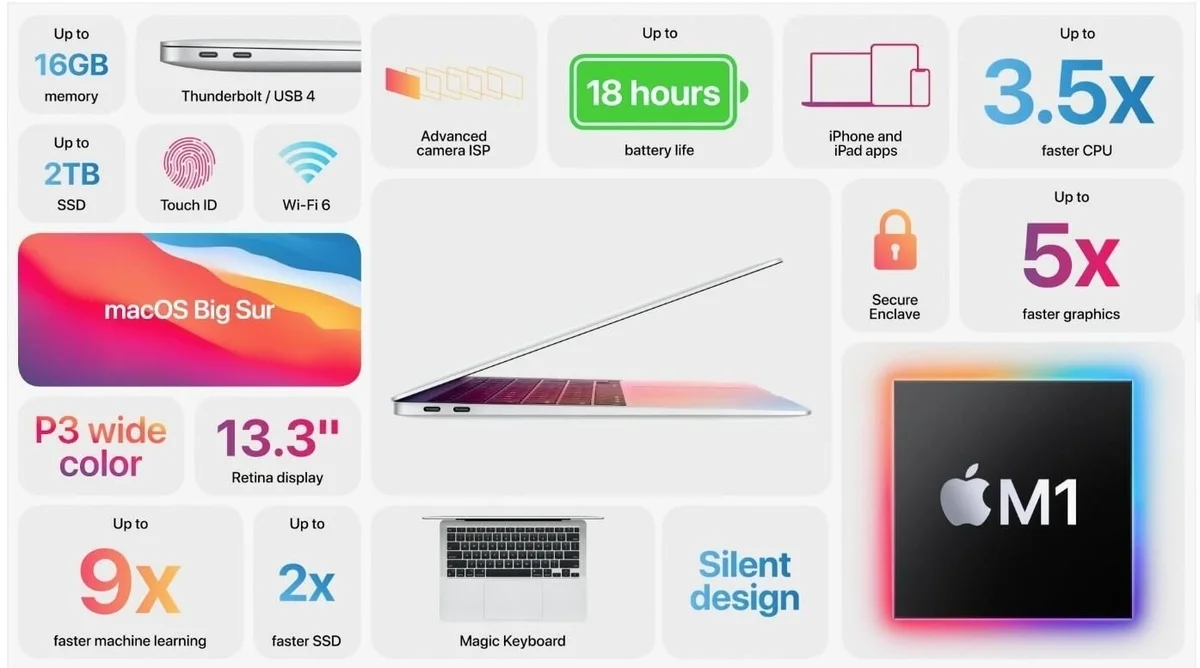 Up to
16GB
memory
Thunderbolt / USB 4
Up to
2TB
SSD
Touch ID
Wi-Fi 6
Advanced
camera ISP
Up to
18 hours
battery life
iPhone and
iPad apps
Up to
3.5x
faster CPU
macOS Big Sur
Secure
Enclave
Up to
5x
faster graphics
P3 wide
color
13.3"
Retina display
M1
Up to
9x
faster machine learning
Up to
2x
faster SSD
Magic Keyboard
Silent
design